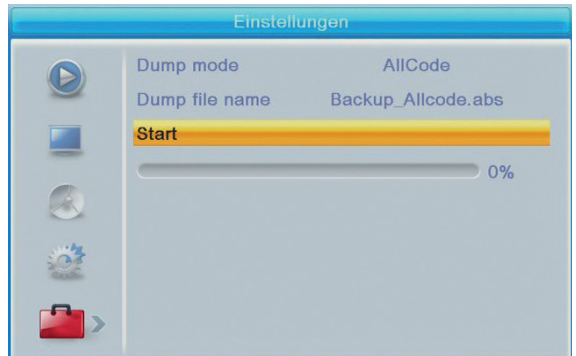 Einstellungen
Dump mode AllCode
Dump file name Backup_Allcode.abs
Start
0%